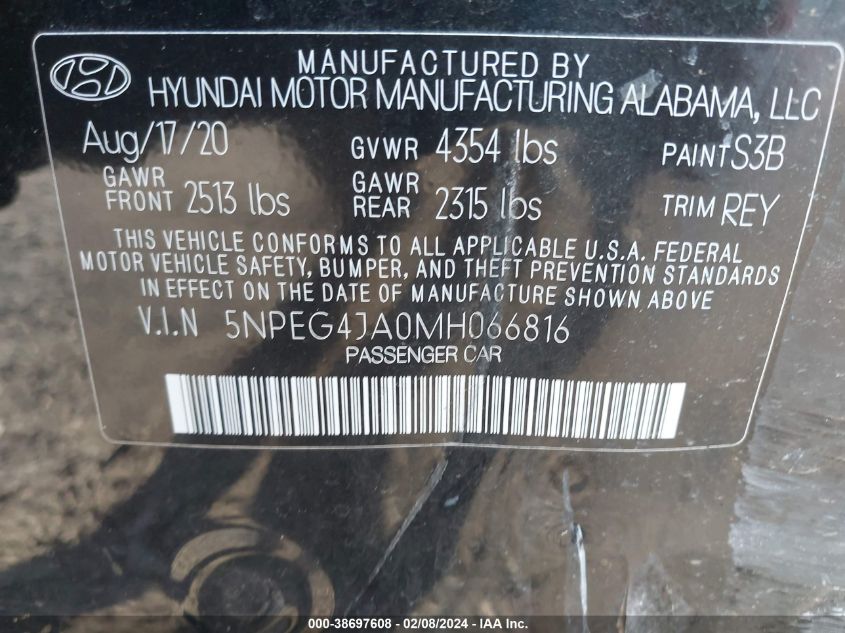 MANUFACTURED BY
HYUNDAI MOTOR MANUFACTURING ALABAMA, LLC
Aug/17/20 GVWR 4354 lbs PAINT S3B
GAWR FRONT 2513 lbs GAWR REAR 2315 lbs TRIM REY
THIS VEHICLE CONFORMS TO ALL APPLICABLE U.S.A. FEDERAL
MOTOR VEHICLE SAFETY, BUMPER, AND THEFT PREVENTION STANDARDS
IN EFFECT ON THE DATE OF MANUFACTURE SHOWN ABOVE
V.I.N 5NPEG4JA0MH066816
PASSENGER CAR
000-38697608 - 02/08/2024 - IAA Inc.